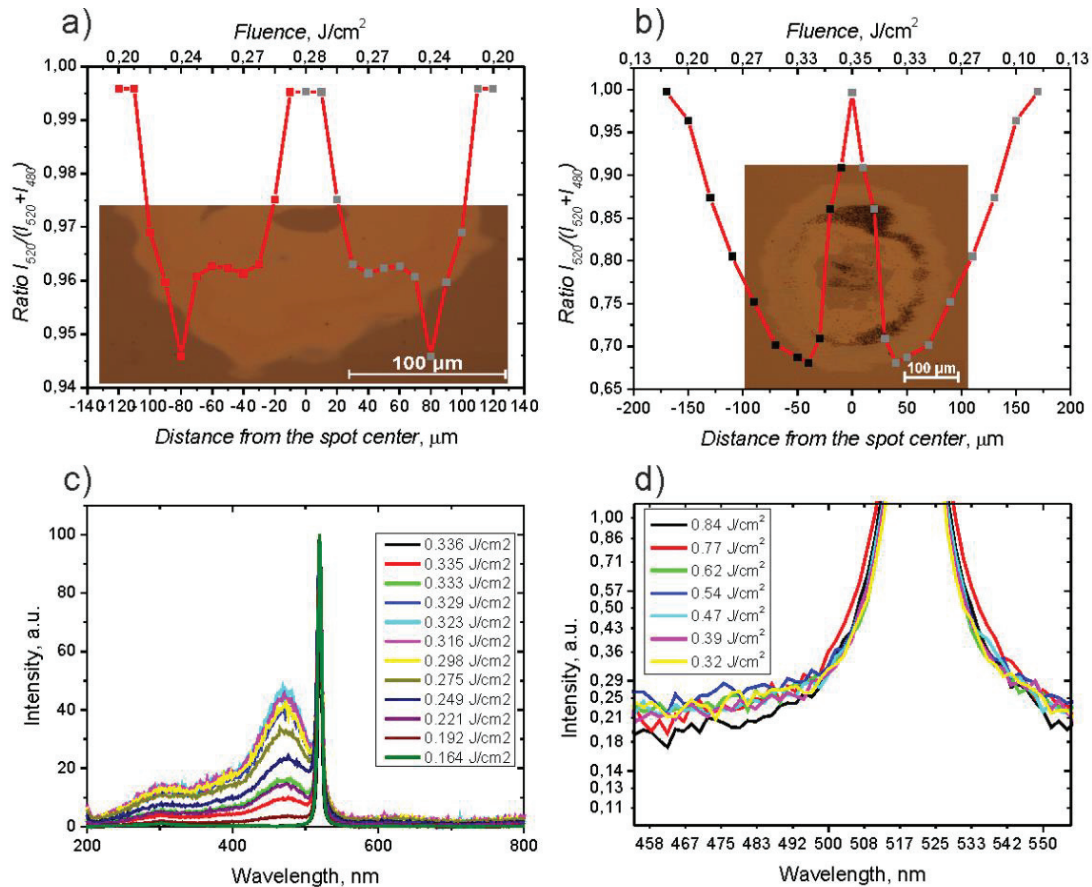 a)
Fluence, J/cm²
0,20 0,24 0,27 0,28 0,27 0,24 0,20
1,00
0,99
0,98
0,97
0,96
0,95
0,94
Ratio I₅₂₀/(I₅₂₀+I₄₈₀)
100 µm
-140 -120 -100 -80 -60 -40 -20 0 20 40 60 80 100 120 140
Distance from the spot center, µm
b)
Fluence, J/cm²
0,13 0,20 0,27 0,33 0,35 0,33 0,27 0,10 0,13
1,00
0,95
0,90
0,85
0,80
0,75
0,70
0,65
Ratio I₅₂₀/(I₅₂₀+I₄₈₀)
100 µm
-200 -150 -100 -50 0 50 100 150 200
Distance from the spot center, µm
c)
100
80
60
40
20
0
Intensity, a.u.
0.336 J/cm2
0.335 J/cm2
0.333 J/cm2
0.329 J/cm2
0.323 J/cm2
0.316 J/cm2
0.298 J/cm2
0.275 J/cm2
0.249 J/cm2
0.221 J/cm2
0.192 J/cm2
0.164 J/cm2
200 400 600 800
Wavelength, nm
d)
1,00
0,86
0,71
0,61
0,50
0,43
0,36
0,29
0,25
0,21
0,18
0,14
0,13
0,11
Intensity, a.u.
0.84 J/cm²
0.77 J/cm²
0.62 J/cm²
0.54 J/cm²
0.47 J/cm²
0.39 J/cm²
0.32 J/cm²
458 467 475 483 492 500 508 517 525 533 542 550
Wavelength, nm